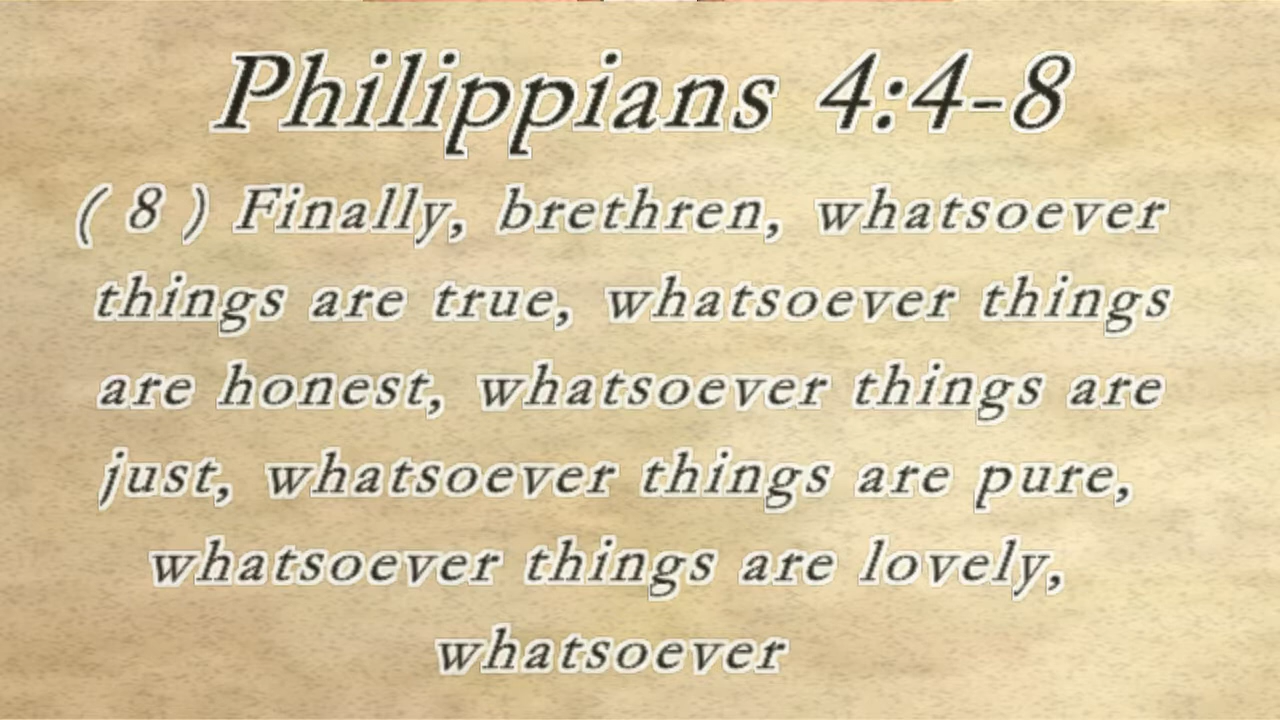 Philippians 4:4-8
( 8 ) Finally, brethren, whatsoever
things are true, whatsoever things
are honest, whatsoever things are
just, whatsoever things are pure,
whatsoever things are lovely,
whatsoever